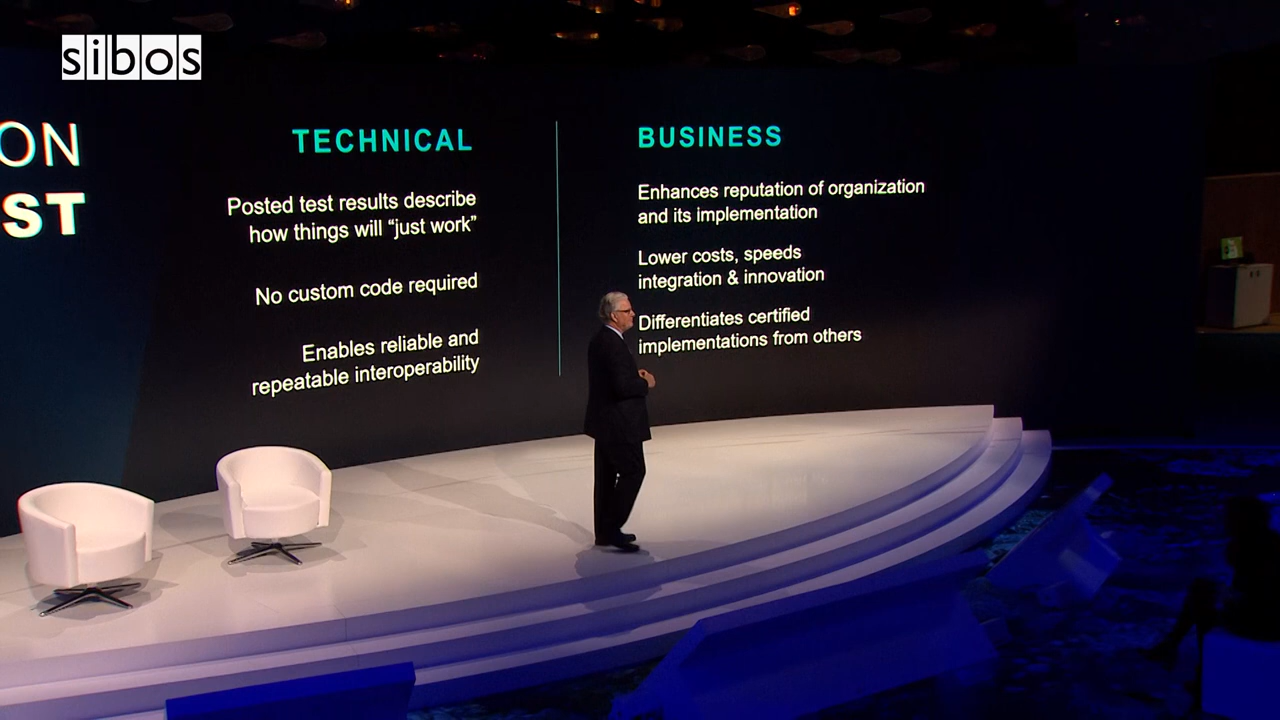 sibos
ON
ST
TECHNICAL
Posted test results describe
how things will “just work”
No custom code required
Enables reliable and
repeatable interoperability
BUSINESS
Enhances reputation of organization
and its implementation
Lower costs, speeds
integration & innovation
Differentiates certified
implementations from others